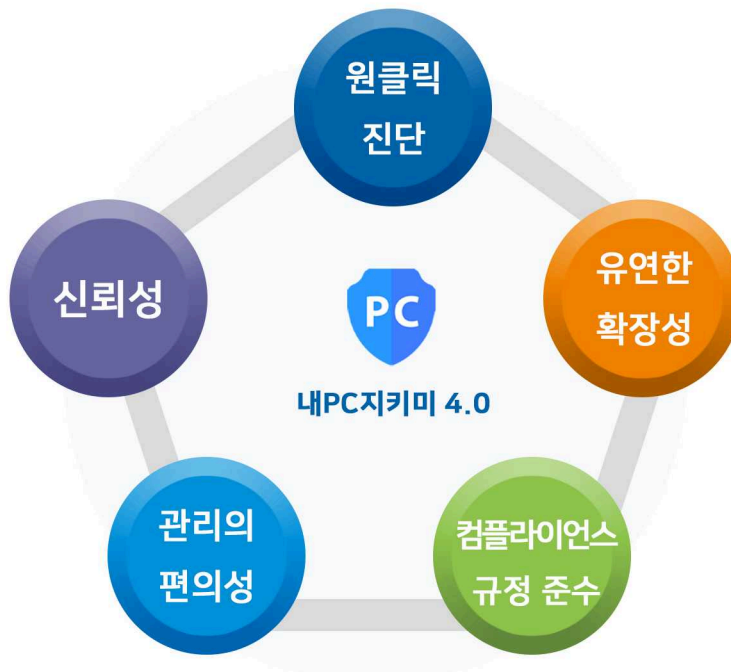 원클릭
진단
유연한
확장성
신뢰성
PC
내PC지키미 4.0
관리의
편의성
컴플라이언스
규정 준수